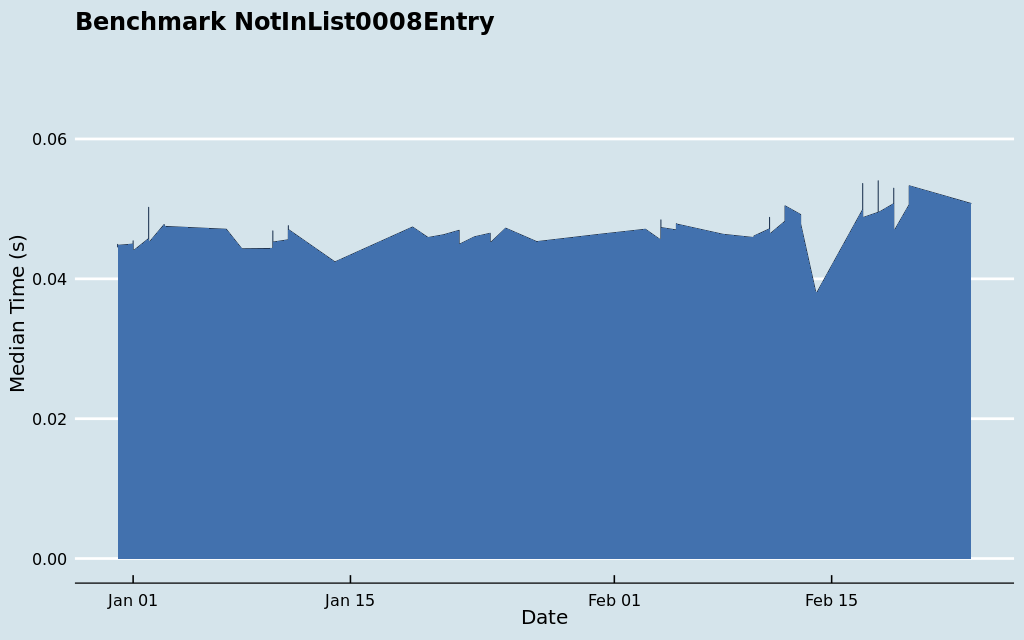 Benchmark NotInList0008Entry
Median Time (s)
0.06
0.04
0.02
0.00
Jan 01
Jan 15
Feb 01
Feb 15
Date